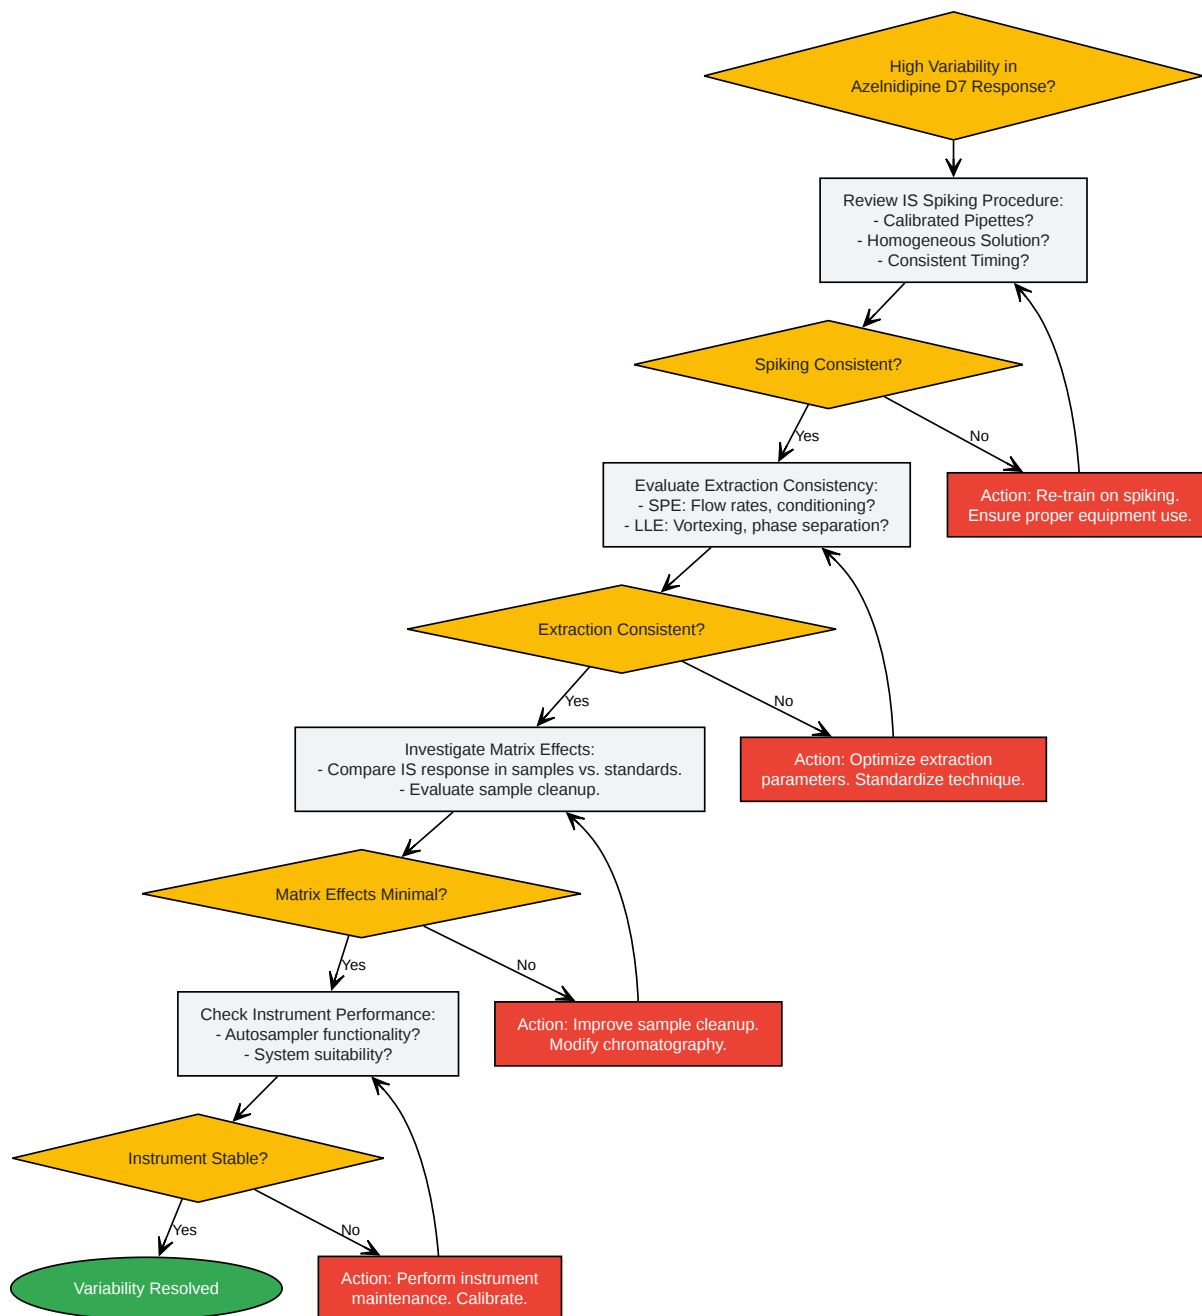 High Variability in
Azelnidipine D7 Response?
Review IS Spiking Procedure:
- Calibrated Pipettes?
- Homogeneous Solution?
- Consistent Timing?
Spiking Consistent?
Yes
No
Evaluate Extraction Consistency:
- SPE: Flow rates, conditioning?
- LLE: Vortexing, phase separation?
Action: Re-train on spiking.
Ensure proper equipment use.
Extraction Consistent?
Yes
No
Investigate Matrix Effects:
- Compare IS response in samples vs. standards.
- Evaluate sample cleanup.
Action: Optimize extraction
parameters. Standardize technique.
Matrix Effects Minimal?
Yes
No
Check Instrument Performance:
- Autosampler functionality?
- System suitability?
Action: Improve sample cleanup.
Modify chromatography.
Instrument Stable?
Yes
No
Variability Resolved
Action: Perform instrument
maintenance. Calibrate.